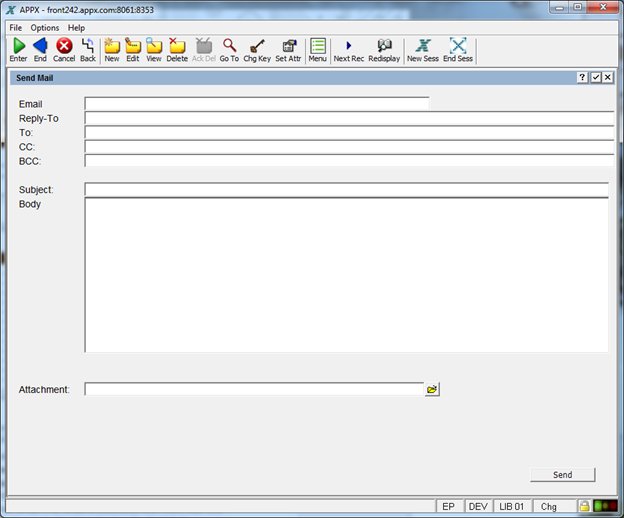 APPX - front242.appx.com:8061:8353
File Options Help
Enter End Cancel Back New Edit View Delete Ack Del Go To Chg Key Set Attr Menu Next Rec Redisplay New Sess End Sess
Send Mail
Email
Reply-To
To:
CC:
BCC:
Subject:
Body
Attachment:
Send
EP DEV LIB 01 Chg